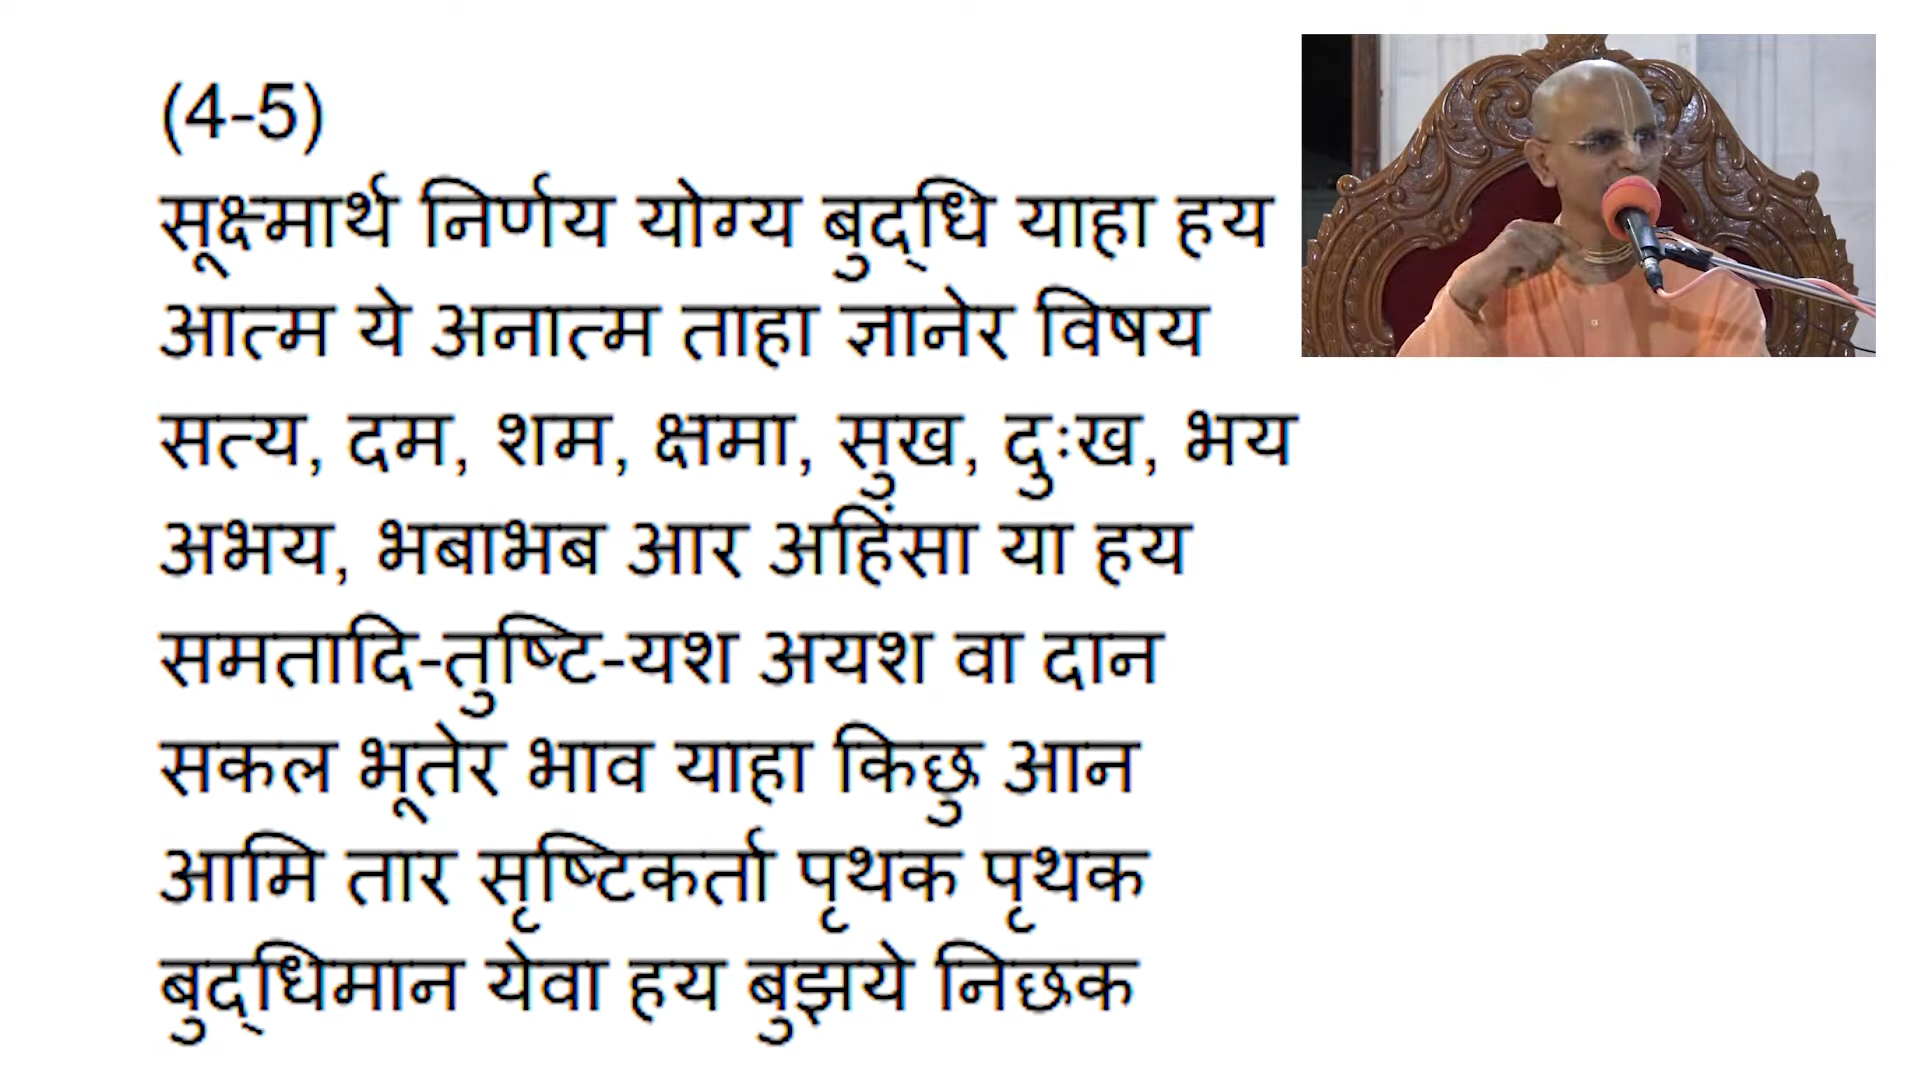 (4-5)
सूक्ष्मार्थ निर्णय योग्य बुद्‌धि याहा हय
आत्म ये अनात्म ताहा ज्ञानेर विषय
सत्य, दम, शम, क्षमा, सुख, दुःख, भय
अभय, भबाभब आर अहिंसा या हय
समतादि-तुष्टि-यश अयश वा दान
सकल भूतेर भाव याहा किछु आन
आमि तार सृष्टिकर्ता पृथक पृथक
बुद्‌धिमान येवा हय बुझये निछक